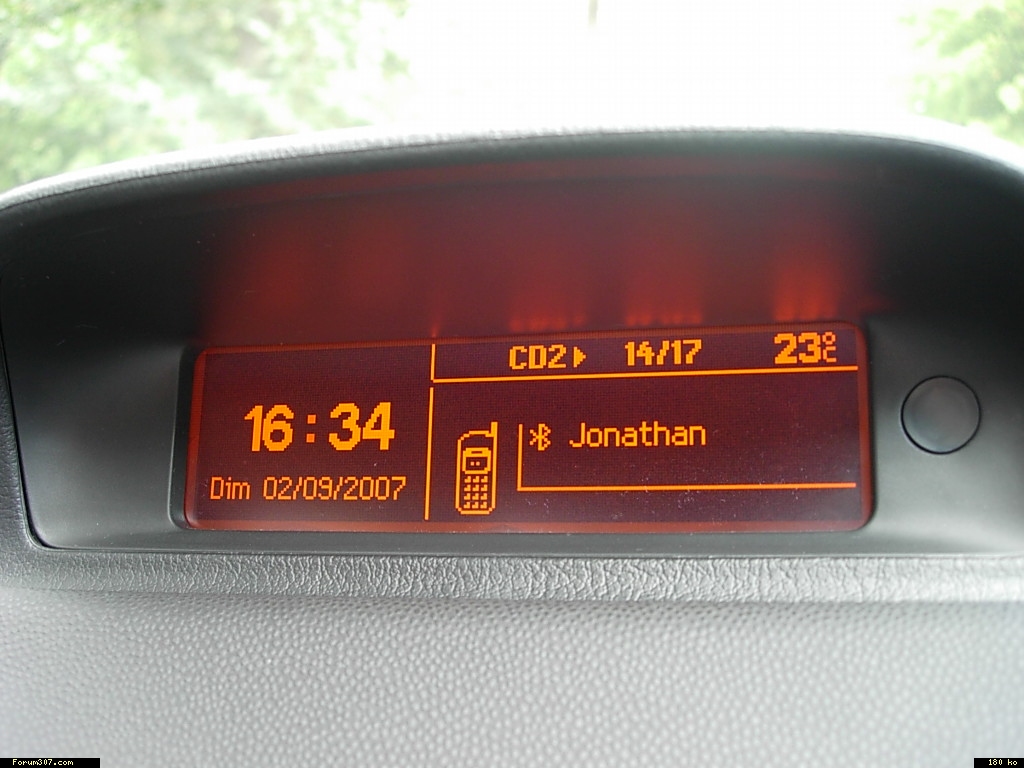 CD2 14/17 23°C
16:34
Jonathan
Dim 02/09/2007
Forum307.com
180 ko